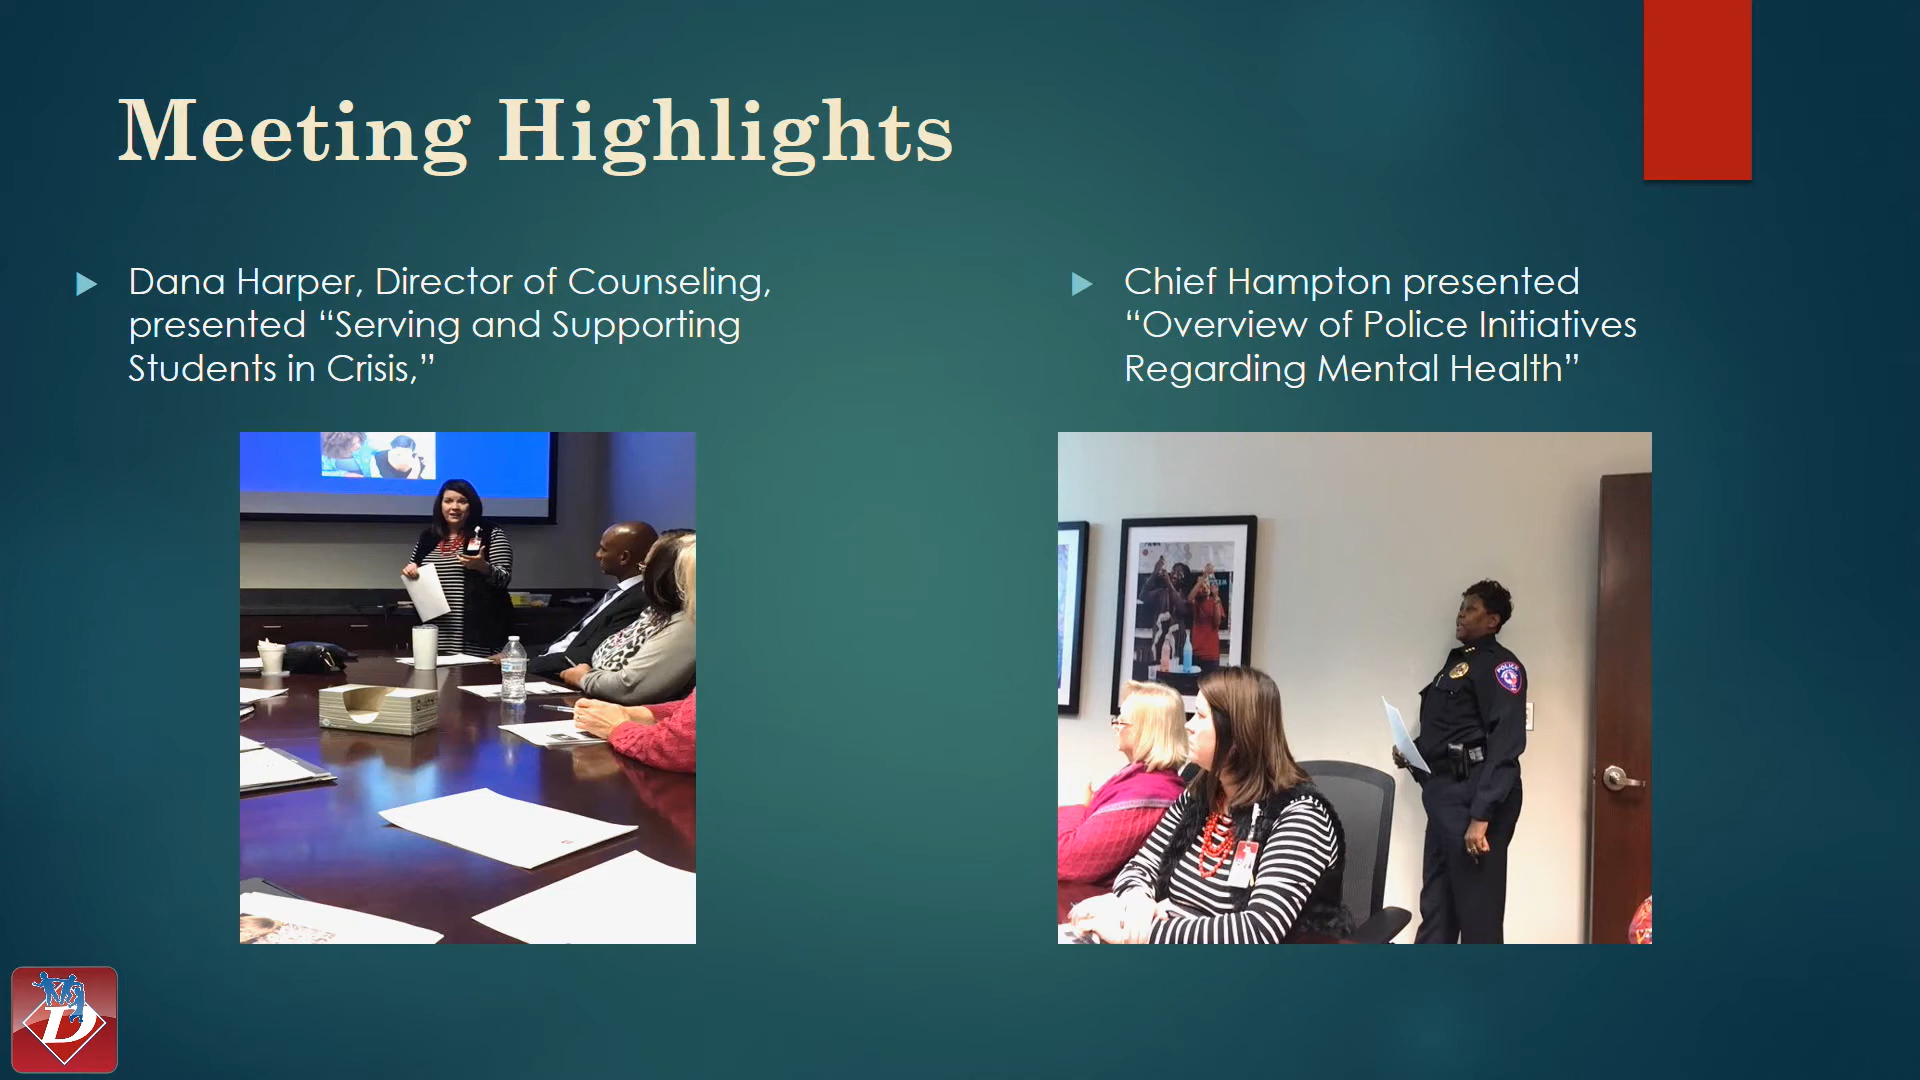 Meeting Highlights
Dana Harper, Director of Counseling,
presented “Serving and Supporting
Students in Crisis,”
Chief Hampton presented
“Overview of Police Initiatives
Regarding Mental Health”
POLICE
D